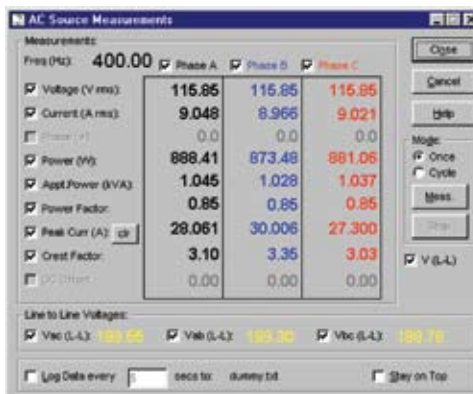 AC Source Measurements
Measurements:
Freq (Hz): 400.00 Phase A Phase B Phase C
Voltage (V rms): 115.85 115.85 115.85
Current (A rms): 9.048 8.966 9.021
0.0 0.0 0.0
Power (W): 888.41 873.48 881.06
Appt.Power (kVA): 1.045 1.028 1.037
Power Factor: 0.85 0.85 0.85
Peak Curr (A): clr 28.061 30.006 27.300
Crest Factor: 3.10 3.35 3.03
DC Offset 0.00 0.00 0.00
Close
Cancel
Help
Mode:
Once
Cycle
Meas.
V (L-L)
Line to Line Voltages:
Vac (L-L): Vab (L-L): Vbc (L-L):
Log Data every secs to: dummy.txt Stay on Top